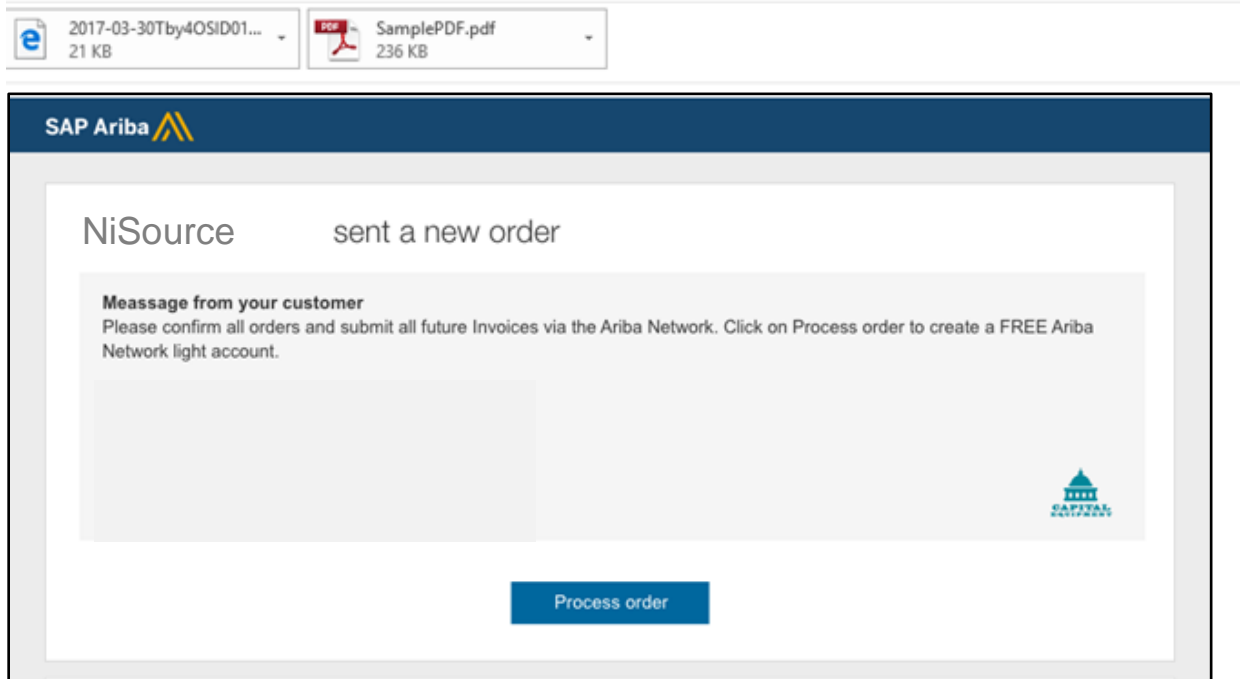 2017-03-30Tby4OSID01...
21 KB
PDF
SamplePDF.pdf
236 KB
SAP Ariba
NiSource sent a new order
Meassage from your customer
Please confirm all orders and submit all future Invoices via the Ariba Network. Click on Process order to create a FREE Ariba
Network light account.
CAPITAL
EQUIPMENT
Process order